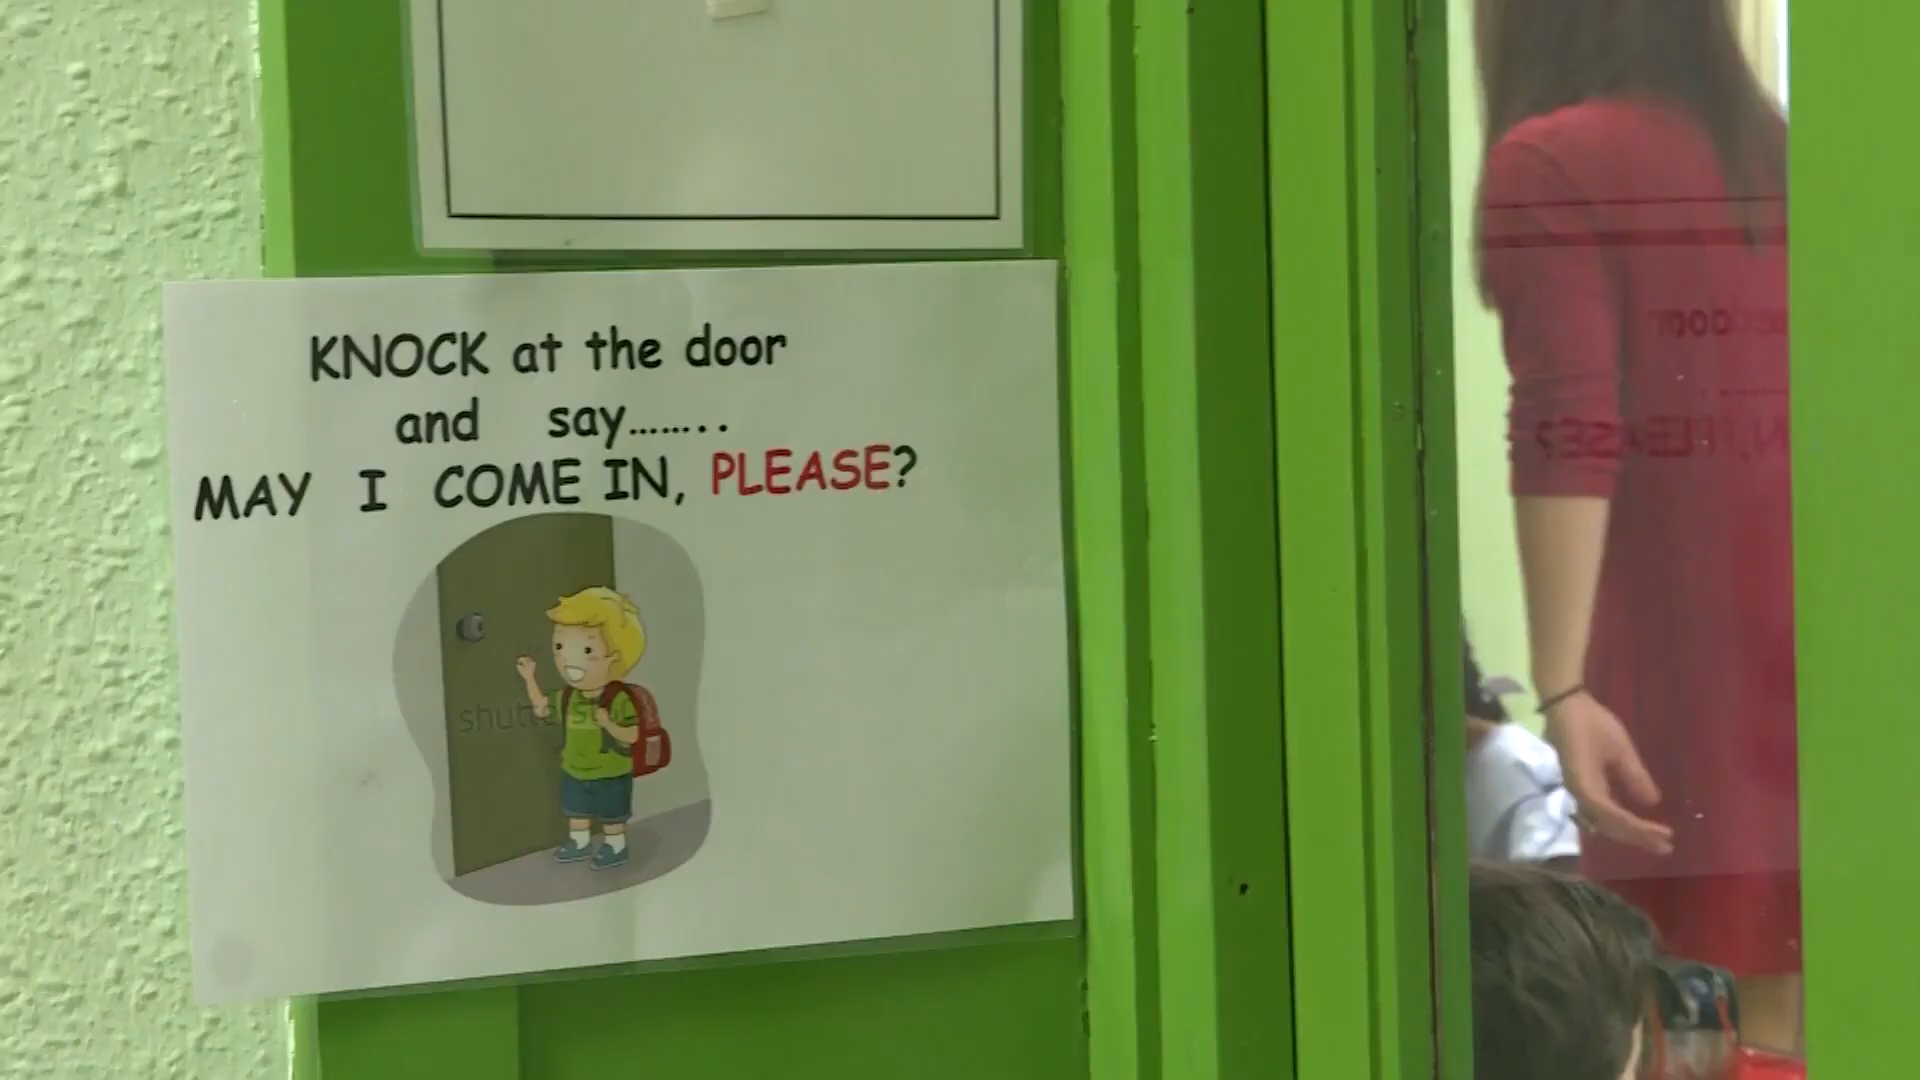 KNOCK at the door
and say........
MAY I COME IN, PLEASE?